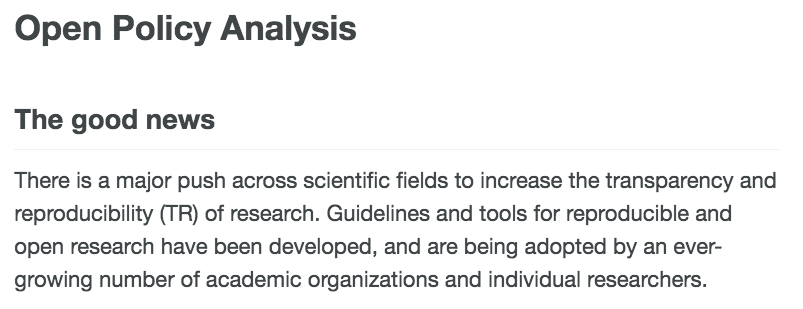 Open Policy Analysis
The good news
There is a major push across scientific fields to increase the transparency and
reproducibility (TR) of research. Guidelines and tools for reproducible and
open research have been developed, and are being adopted by an ever-
growing number of academic organizations and individual researchers.